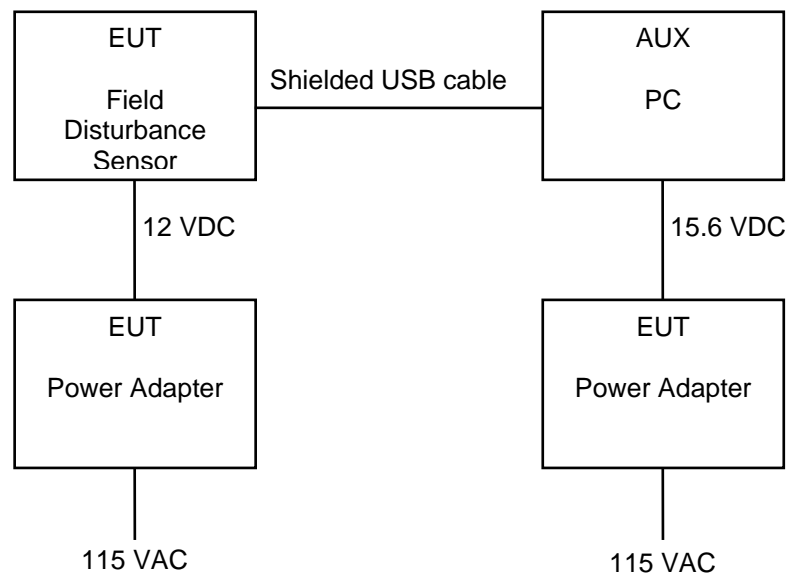 EUT
Field
Disturbance
Sensor
Shielded USB cable
AUX
PC
12 VDC
15.6 VDC
EUT
Power Adapter
EUT
Power Adapter
115 VAC
115 VAC